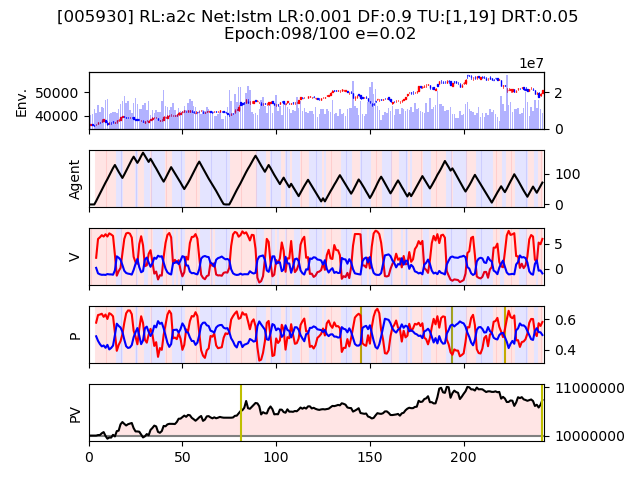 [005930] RL:a2c Net:lstm LR:0.001 DF:0.9 TU:[1,19] DRT:0.05
Epoch:098/100 e=0.02
1e7
Env.
50000
40000
2
0
Agent
100
0
V
5
0
P
0.6
0.4
PV
11000000
10000000
0 50 100 150 200